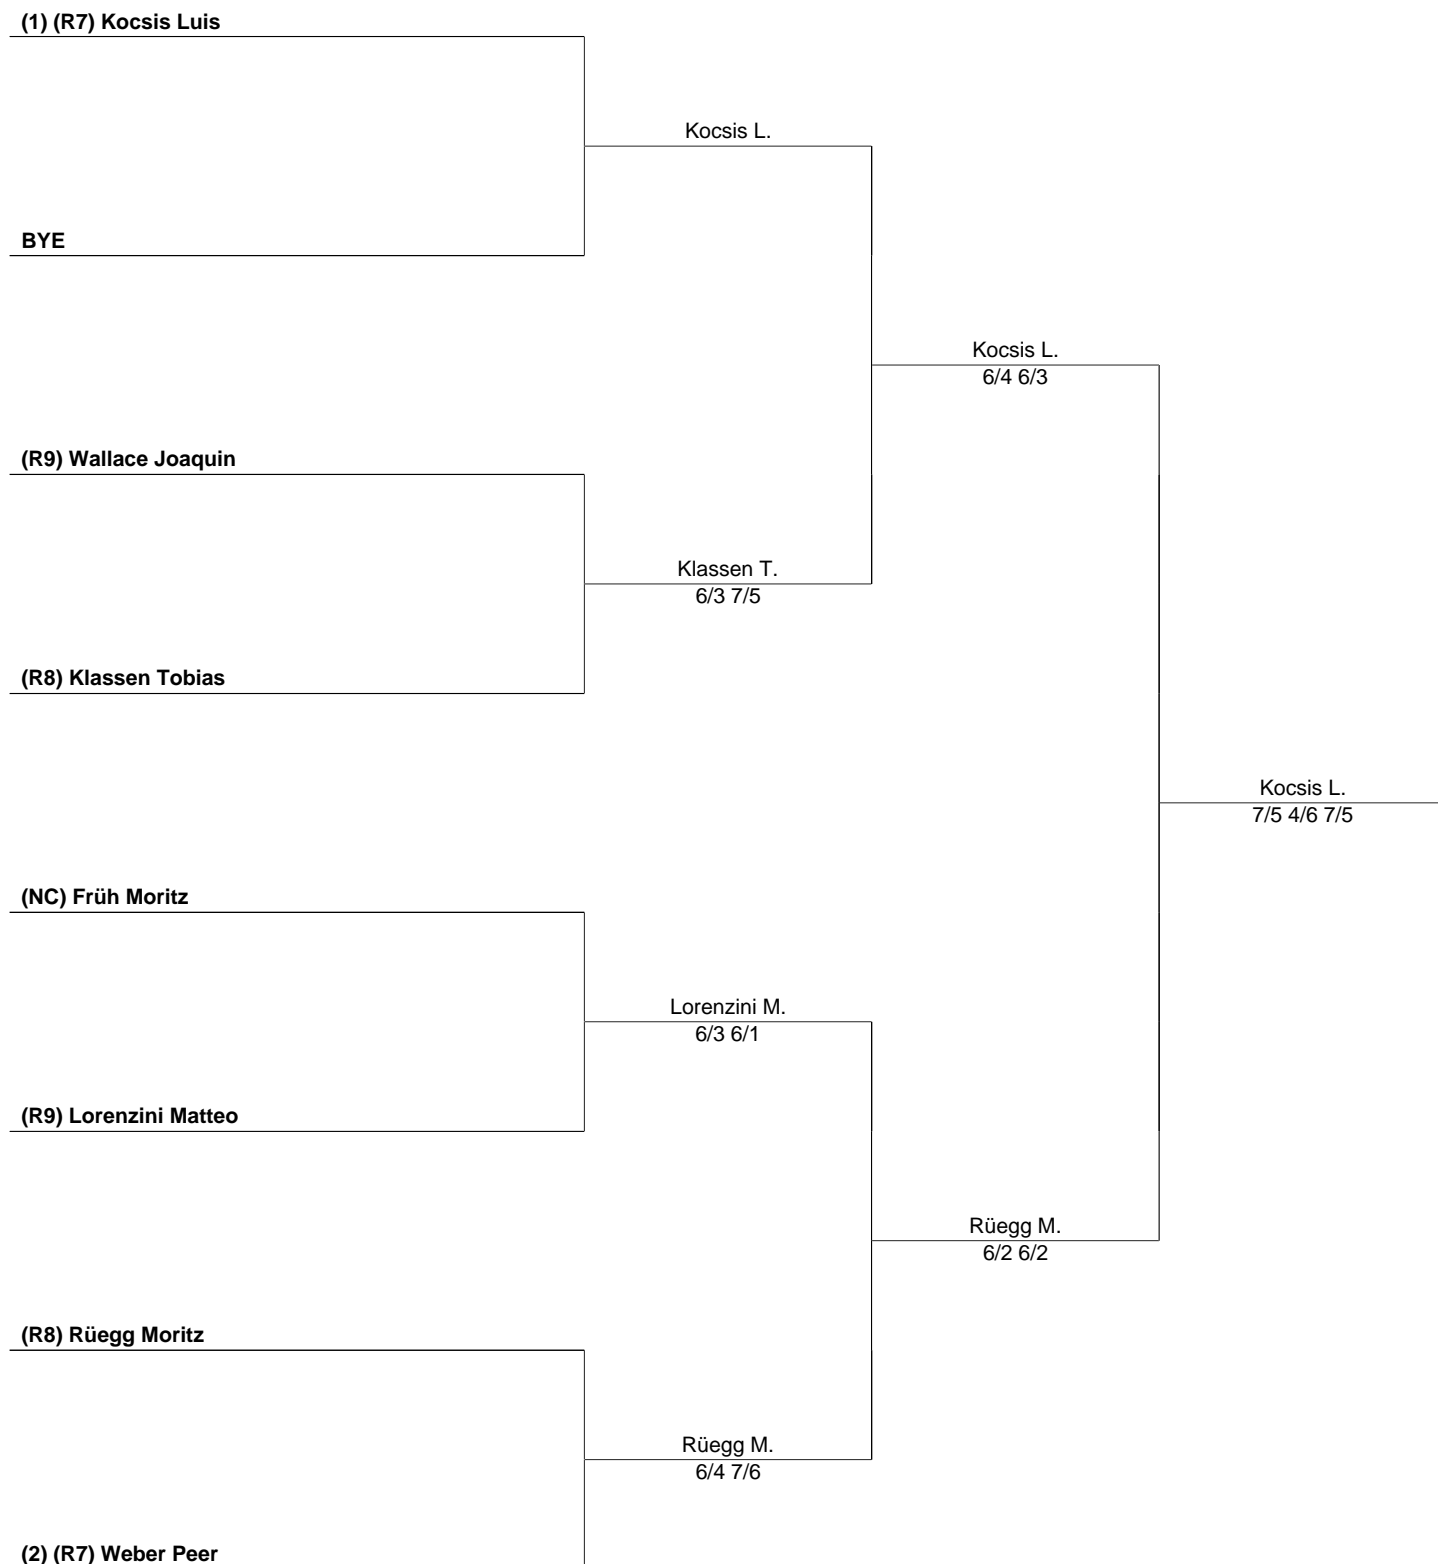 (1) (R7) Kocsis Luis
Kocsis L.
BYE
Kocsis L.
6/4 6/3
(R9) Wallace Joaquin
Klassen T.
6/3 7/5
(R8) Klassen Tobias
Kocsis L.
7/5 4/6 7/5
(NC) Früh Moritz
Lorenzini M.
6/3 6/1
(R9) Lorenzini Matteo
Rüegg M.
6/2 6/2
(R8) Rüegg Moritz
Rüegg M.
6/4 7/6
(2) (R7) Weber Peer